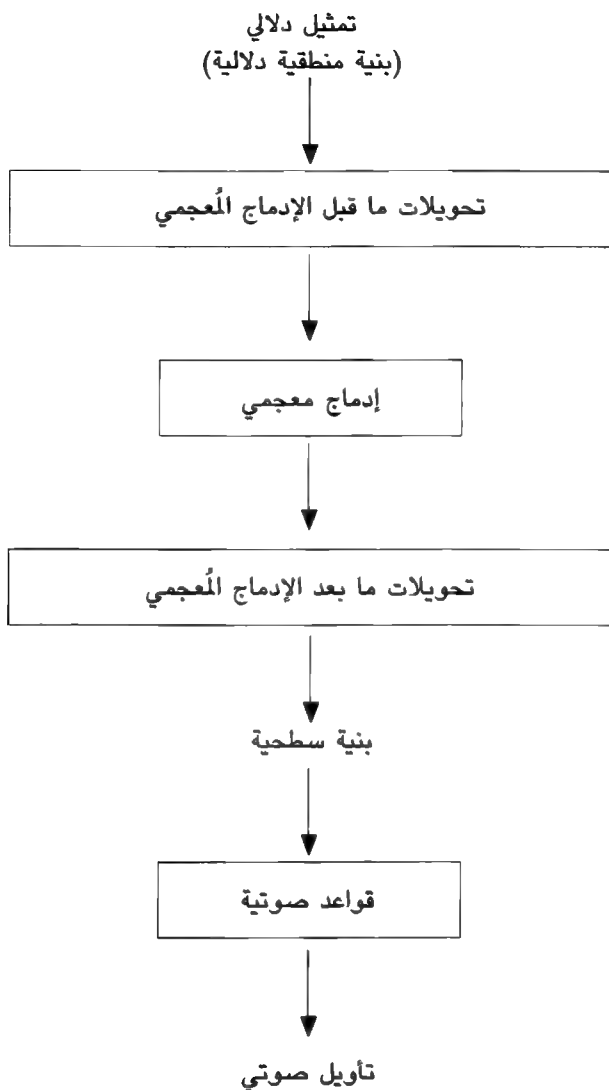 تمثيل دلالي
(بنية منطقية دلالية)
تحويلات ما قبل الإدماج المُعجمي
إدماج معجمي
تحويلات ما بعد الإدماج المُعجمي
بنية سطحية
قواعد صوتية
تأويل صوتي